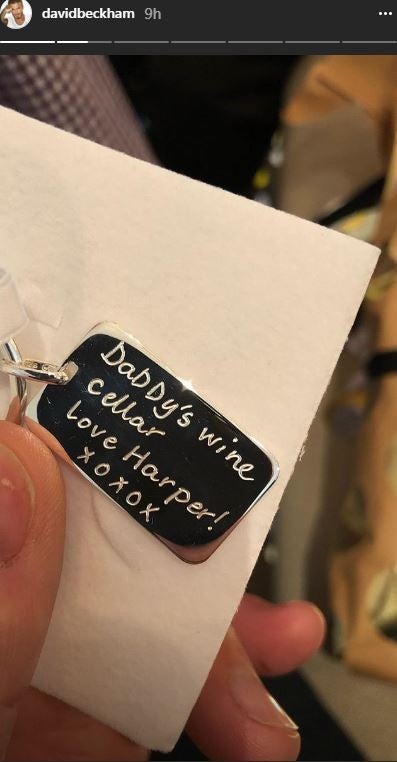 davidbeckham 9h
DaDDy's wine
cellar
Love Harper!
xoxox